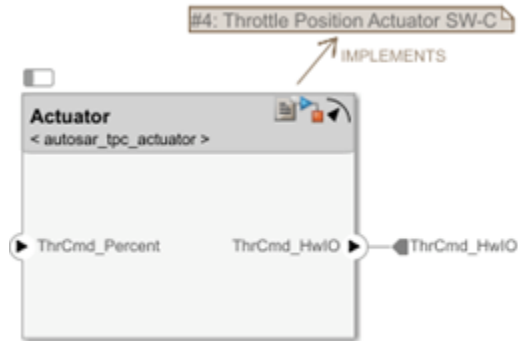 #4: Throttle Position Actuator SW-C
IMPLEMENTS
Actuator
< autosar_tpc_actuator >
ThrCmd_Percent
ThrCmd_HwIO
ThrCmd_HwIO